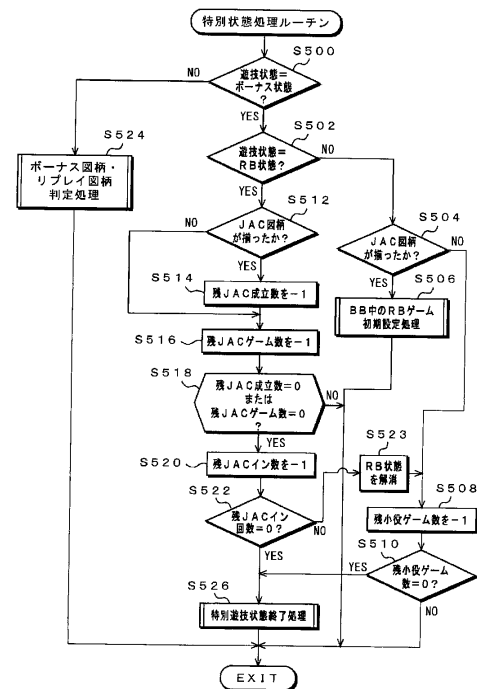 特別状態処理ルーチン
S500
遊技状態=
ボーナス状態
?
NO
YES
S524
ボーナス図柄・
リプレイ図柄
判定処理
S502
遊技状態=
RB状態?
NO
YES
S512
JAC図柄
が揃ったか?
NO
YES
S504
JAC図柄
が揃ったか?
NO
YES
S514
残JAC成立数を-1
S506
BB中のRBゲーム
初期設定処理
S516
残JACゲーム数を-1
S518
残JAC成立数=0
または
残JACゲーム数=0
?
NO
YES
S520
残JACイン数を-1
S523
RB状態
を解消
S522
残JACイン
回数=0?
NO
YES
S508
残小役ゲーム数を-1
S510
残小役ゲーム
数=0?
YES
NO
S526
特別遊技状態終了処理
EXIT